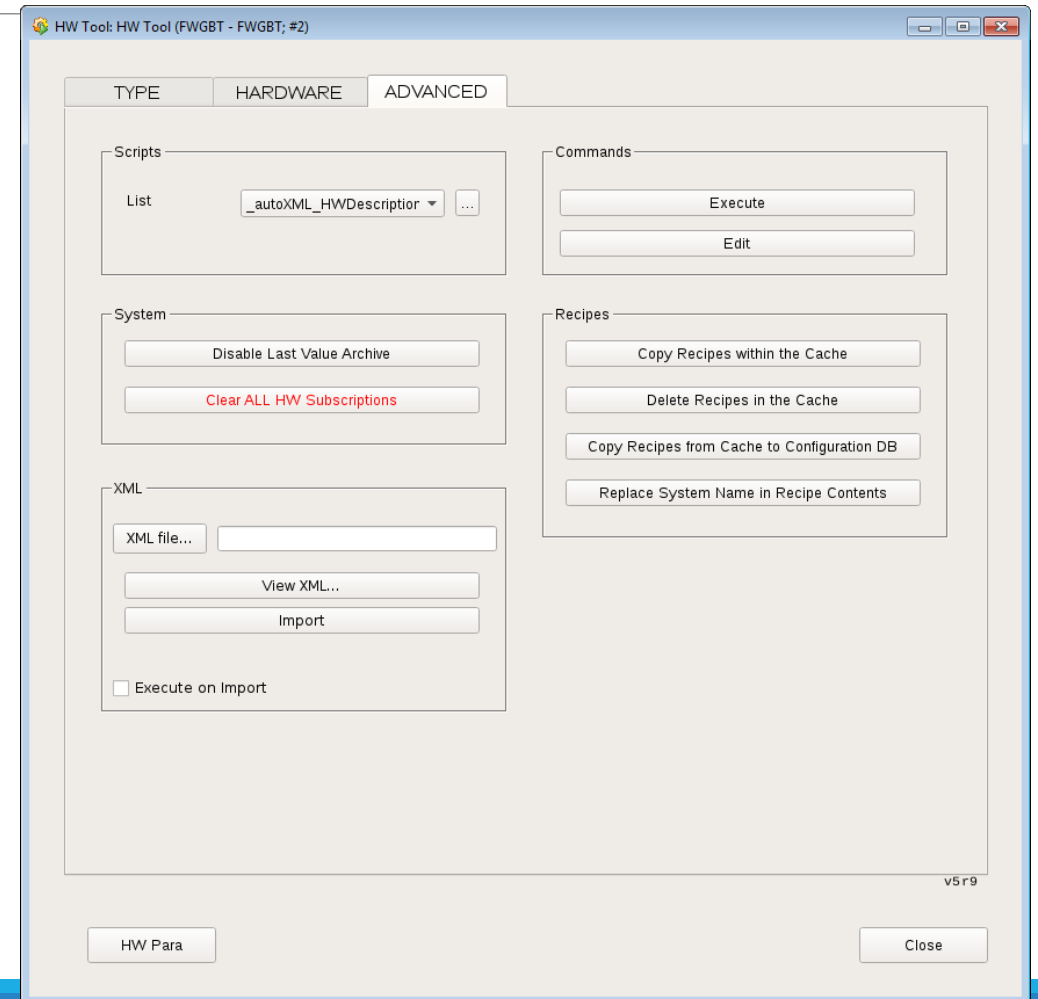 HW Tool: HW Tool (FWGBT - FWGBT; #2)
TYPE
HARDWARE
ADVANCED
Scripts
List
_autoXML_HWDescription
...
Commands
Execute
Edit
System
Disable Last Value Archive
Clear ALL HW Subscriptions
Recipes
Copy Recipes within the Cache
Delete Recipes in the Cache
Copy Recipes from Cache to Configuration DB
Replace System Name in Recipe Contents
XML
XML file...
View XML...
Import
Execute on Import
v5r9
HW Para
Close